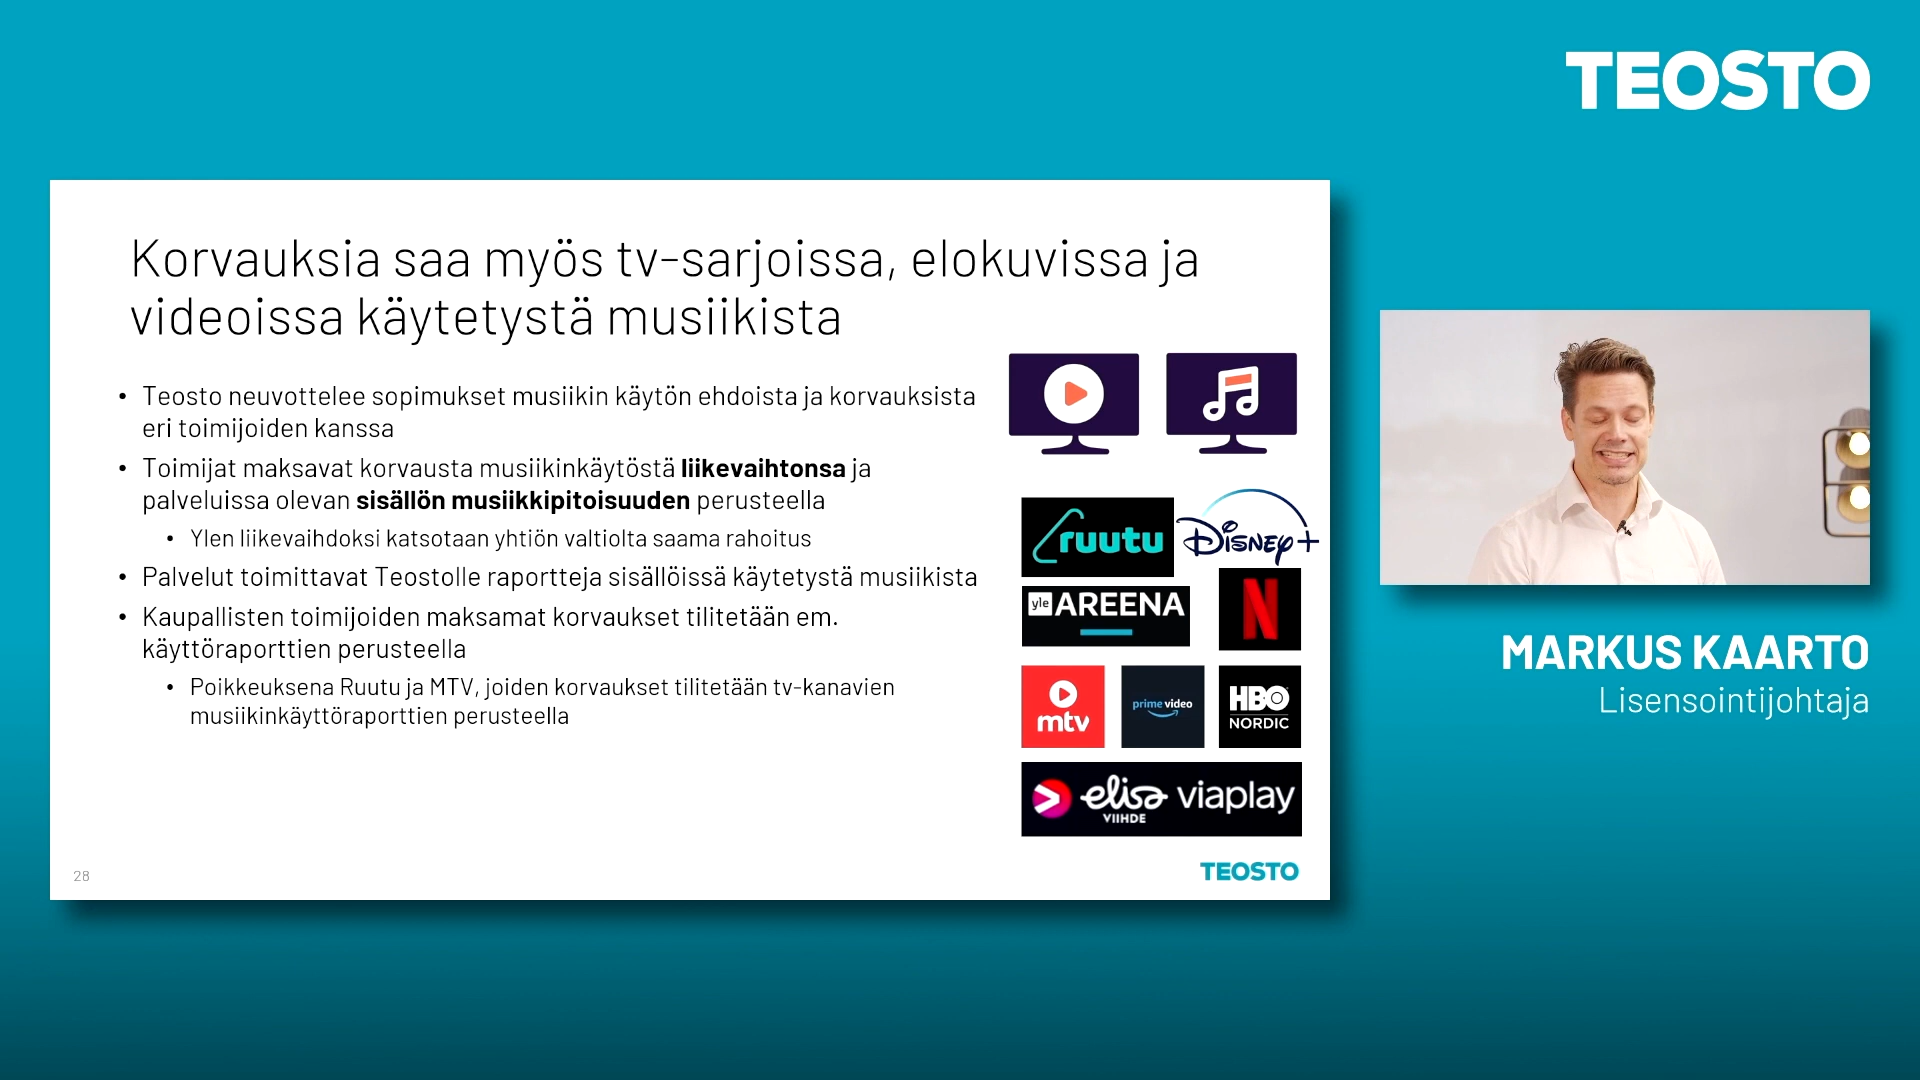 TEOSTO
Korvauksia saa myös tv-sarjoissa, elokuvissa ja
videoissa käytetystä musiikista
• Teosto neuvottelee sopimukset musiikin käytön ehdoista ja korvauksista
eri toimijoiden kanssa
• Toimijat maksavat korvausta musiikinkäytöstä liikevaihtonsa ja
palveluissa olevan sisällön musiikkipitoisuuden perusteella
• Ylen liikevaihdoksi katsotaan yhtiön valtiolta saama rahoitus
• Palvelut toimittavat Teostolle raportteja sisällöissä käytetystä musiikista
• Kaupallisten toimijoiden maksamat korvaukset tilitetään em.
käyttöraporttien perusteella
• Poikkeuksena Ruutu ja MTV, joiden korvaukset tilitetään tv-kanavien
musiikinkäyttöraporttien perusteella
ruutu
Disney+
yle AREENA
N
mtv
prime video
HBO
NORDIC
elisa
VIIHDE
viaplay
28
TEOSTO
MARKUS KAARTO
Lisensointijohtaja